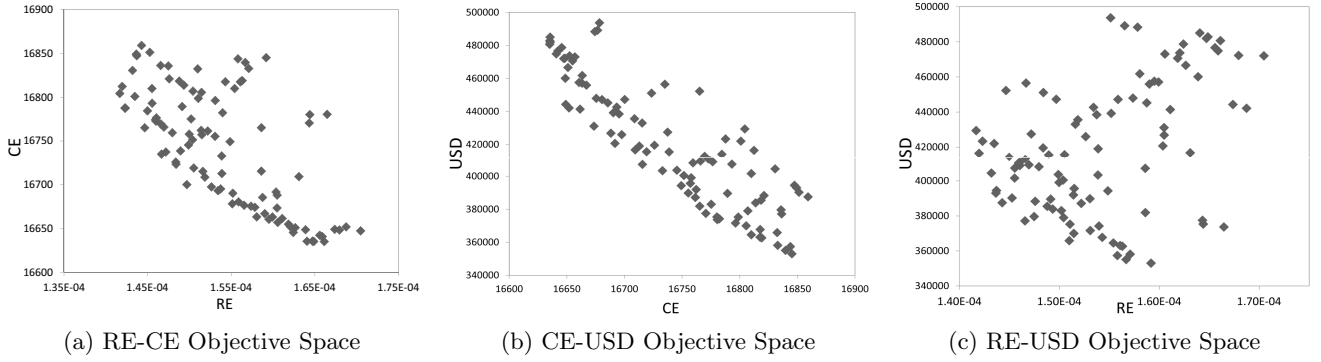 16900
16850
16800
16750
16700
16650
16600
CE
1.35E-04 1.45E-04 1.55E-04 1.65E-04 1.75E-04
RE
(a) RE-CE Objective Space
500000
480000
460000
440000
420000
400000
380000
360000
340000
USD
16600 16650 16700 16750 16800 16850 16900
CE
(b) CE-USD Objective Space
500000
480000
460000
440000
420000
400000
380000
360000
340000
USD
1.40E-04 1.50E-04 1.60E-04 1.70E-04
RE
(c) RE-USD Objective Space